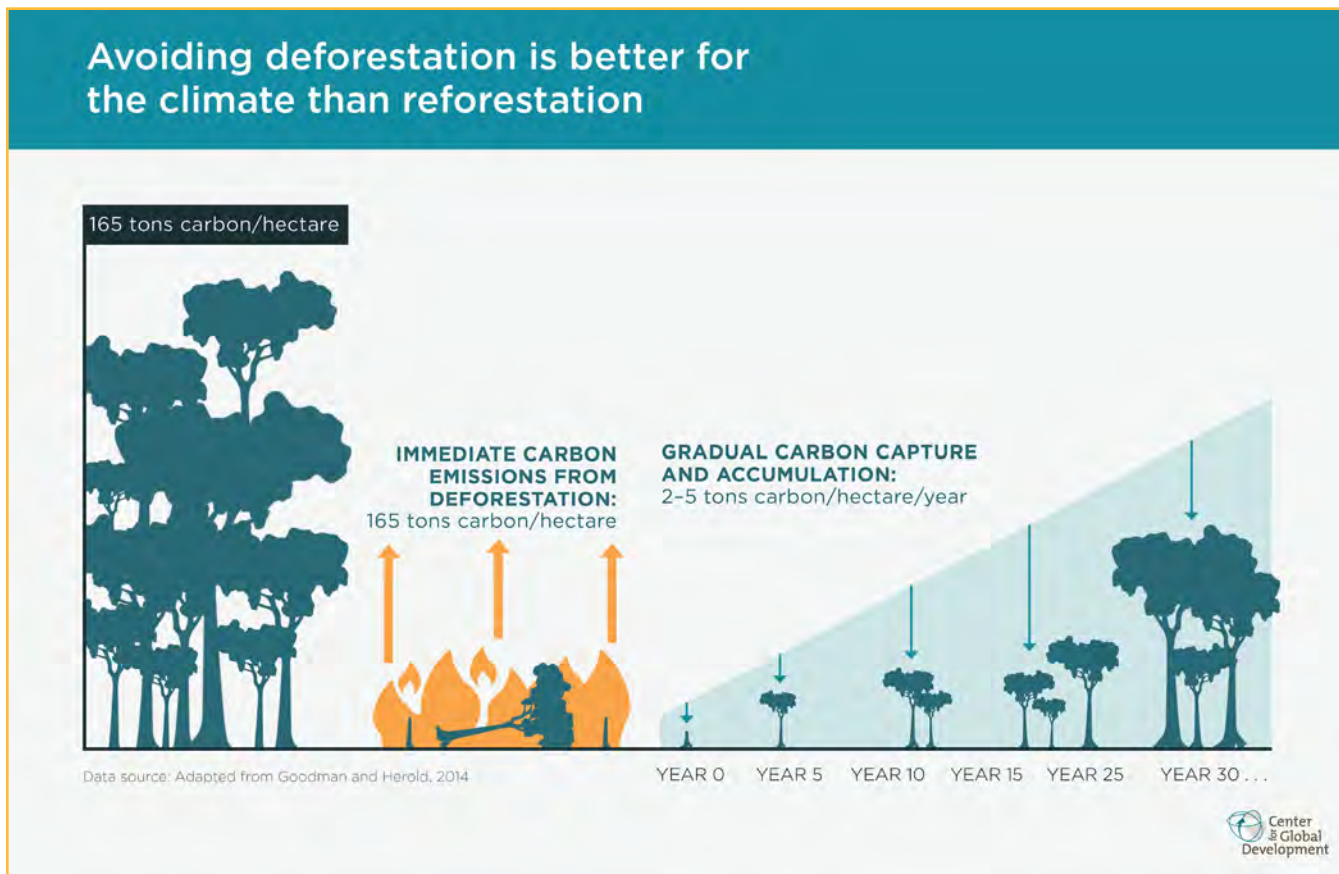 Avoiding deforestation is better for
the climate than reforestation
165 tons carbon/hectare
IMMEDIATE CARBON
EMISSIONS FROM
DEFORESTATION:
165 tons carbon/hectare
GRADUAL CARBON CAPTURE
AND ACCUMULATION:
2–5 tons carbon/hectare/year
YEAR 0 YEAR 5 YEAR 10 YEAR 15 YEAR 25 YEAR 30 . . .
Data source: Adapted from Goodman and Herold, 2014
Center
for Global
Development